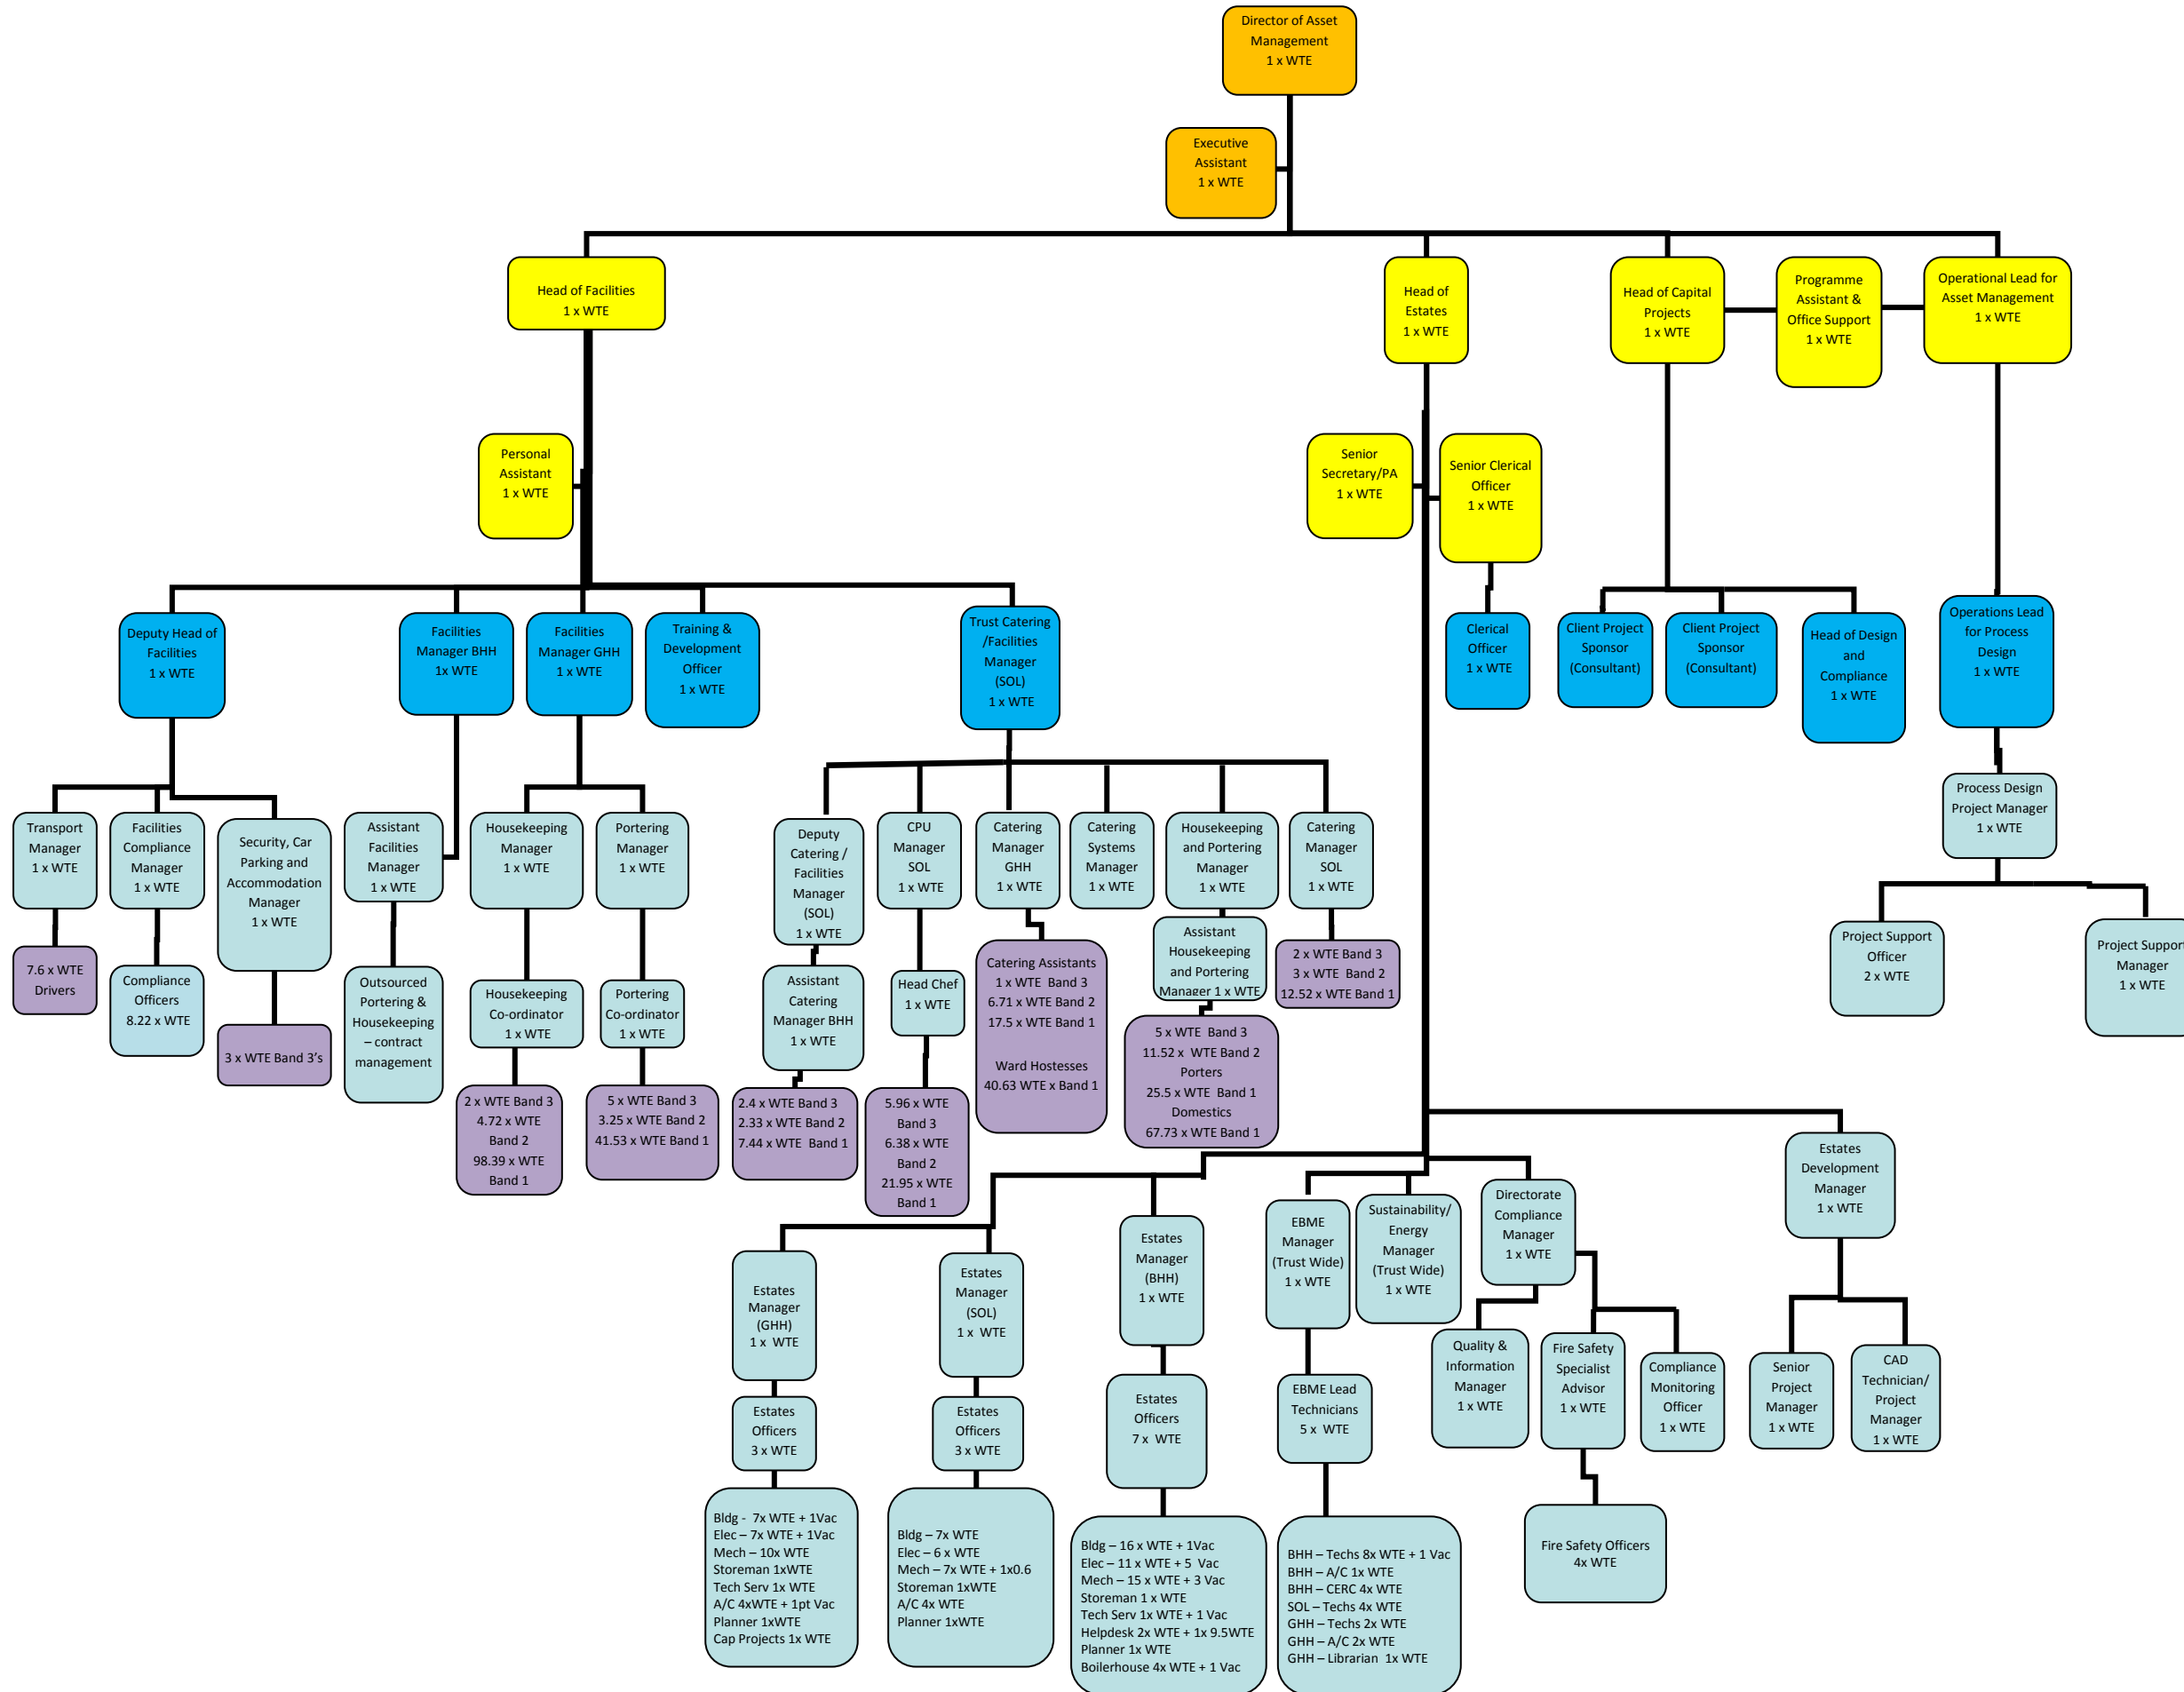 Director of Asset
Management
1 x WTE
Executive
Assistant
1 x WTE
Head of Facilities
1 x WTE
Head of
Estates
1 x WTE
Head of Capital
Projects
1 x WTE
Programme
Assistant &
Office Support
1 x WTE
Operational Lead for
Asset Management
1 x WTE
Personal
Assistant
1 x WTE
Senior
Secretary/PA
1 x WTE
Senior Clerical
Officer
1 x WTE
Deputy Head of
Facilities
1 x WTE
Facilities
Manager BHH
1x WTE
Facilities
Manager GHH
1 x WTE
Training &
Development
Officer
1 x WTE
Trust Catering
/Facilities
Manager
(SOL)
1 x WTE
Clerical
Officer
1 x WTE
Client Project
Sponsor
(Consultant)
Client Project
Sponsor
(Consultant)
Head of Design
and
Compliance
1 x WTE
Operations Lead
for Process
Design
1 x WTE
Process Design
Project Manager
1 x WTE
Transport
Manager
1 x WTE
Facilities
Compliance
Manager
1 x WTE
Security, Car
Parking and
Accommodation
Manager
1 x WTE
Assistant
Facilities
Manager
1 x WTE
Housekeeping
Manager
1 x WTE
Portering
Manager
1 x WTE
Deputy
Catering /
Facilities
Manager
(SOL)
1 x WTE
CPU
Manager
SOL
1 x WTE
Catering
Manager
GHH
1 x WTE
Catering
Systems
Manager
1 x WTE
Housekeeping
and Portering
Manager
1 x WTE
Catering
Manager
SOL
1 x WTE
7.6 x WTE
Drivers
Compliance
Officers
8.22 x WTE
3 x WTE Band 3's
Outsourced
Portering &
Housekeeping
– contract
management
Housekeeping
Co-ordinator
1 x WTE
Portering
Co-ordinator
1 x WTE
Assistant
Catering
Manager BHH
1 x WTE
Head Chef
1 x WTE
Catering Assistants
1 x WTE Band 3
6.71 x WTE Band 2
17.5 x WTE Band 1
Ward Hostesses
40.63 WTE x Band 1
Assistant
Housekeeping
and Portering
Manager 1 x WTE
2 x WTE Band 3
3 x WTE Band 2
12.52 x WTE Band 1
Project Support
Officer
2 x WTE
Project Support
Manager
1 x WTE
2 x WTE Band 3
4.72 x WTE
Band 2
98.39 x WTE
Band 1
5 x WTE Band 3
3.25 x WTE Band 2
41.53 x WTE Band 1
2.4 x WTE Band 3
2.33 x WTE Band 2
7.44 x WTE Band 1
5.96 x WTE
Band 3
6.38 x WTE
Band 2
21.95 x WTE
Band 1
5 x WTE Band 3
11.52 x WTE Band 2
Porters
25.5 x WTE Band 1
Domestics
67.73 x WTE Band 1
Estates
Development
Manager
1 x WTE
Estates
Manager
(GHH)
1 x WTE
Estates
Manager
(SOL)
1 x WTE
Estates
Manager
(BHH)
1 x WTE
EBME
Manager
(Trust Wide)
1 x WTE
Sustainability/
Energy
Manager
(Trust Wide)
1 x WTE
Directorate
Compliance
Manager
1 x WTE
Quality &
Information
Manager
1 x WTE
Fire Safety
Specialist
Advisor
1 x WTE
Compliance
Monitoring
Officer
1 x WTE
Senior
Project
Manager
1 x WTE
CAD
Technician/
Project
Manager
1 x WTE
Estates
Officers
3 x WTE
Estates
Officers
3 x WTE
Estates
Officers
7 x WTE
EBME Lead
Technicians
5 x WTE
Fire Safety Officers
4x WTE
Bldg - 7x WTE + 1Vac
Elec – 7x WTE + 1Vac
Mech – 10x WTE
Storeman 1xWTE
Tech Serv 1x WTE
A/C 4xWTE + 1pt Vac
Planner 1xWTE
Cap Projects 1x WTE
Bldg – 7x WTE
Elec – 6 x WTE
Mech – 7x WTE + 1x0.6
Storeman 1xWTE
A/C 4x WTE
Planner 1xWTE
Bldg – 16 x WTE + 1Vac
Elec – 11 x WTE + 5 Vac
Mech – 15 x WTE + 3 Vac
Storeman 1 x WTE
Tech Serv 1x WTE + 1 Vac
Helpdesk 2x WTE + 1x 9.5WTE
Planner 1x WTE
Boilerhouse 4x WTE + 1 Vac
BHH – Techs 8x WTE + 1 Vac
BHH – A/C 1x WTE
BHH – CERC 4x WTE
SOL – Techs 4x WTE
GHH – Techs 2x WTE
GHH – A/C 2x WTE
GHH – Librarian 1x WTE